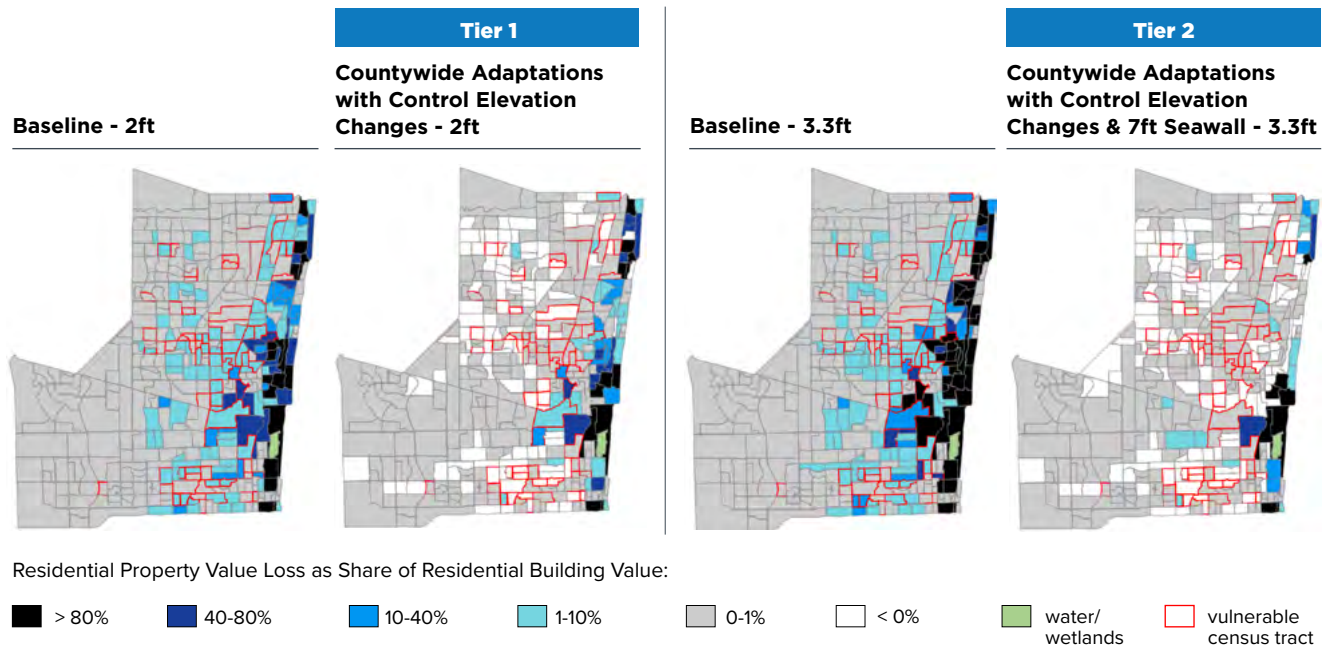 Tier 1
Tier 2
Baseline - 2ft
Countywide Adaptations
with Control Elevation
Changes - 2ft
Baseline - 3.3ft
Countywide Adaptations
with Control Elevation
Changes & 7ft Seawall - 3.3ft
Residential Property Value Loss as Share of Residential Building Value:
> 80%
40-80%
10-40%
1-10%
0-1%
< 0%
water/
wetlands
vulnerable
census tract